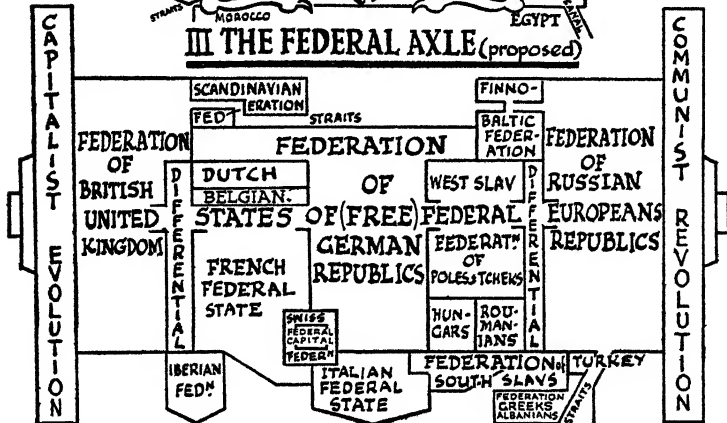 STRAITS
MOROCCO
EGYPT
CANAL
III THE FEDERAL AXLE (proposed)
CAPITALIST EVOLUTION
COMMUNIST REVOLUTION
SCANDINAVIAN
ERATION
FED
STRAITS
FINNO-
BALTIC
FEDER-
ATION
FEDERATION
OF
BRITISH
UNITED
KINGDOM
DIFFERENTIAL
FEDERATION
OF
STATES OF (FREE) FEDERAL
GERMAN
REPUBLICS
DUTCH
BELGIAN.
FRENCH
FEDERAL
STATE
WEST SLAV
FEDERATN
OF
POLES & TCHEKS
HUN-
GARS
ROU-
MAN-
IANS
DIFFERENTIAL
FEDERATION
OF
RUSSIAN
EUROPEANS
REPUBLICS
SWISS
FEDERAL
CAPITAL
FEDERN
IBERIAN
FEDN
ITALIAN
FEDERAL
STATE
FEDERATION of
SOUTH SLAVS
TURKEY
FEDERATION
GREEKS
ALBANIANS
STRAITS